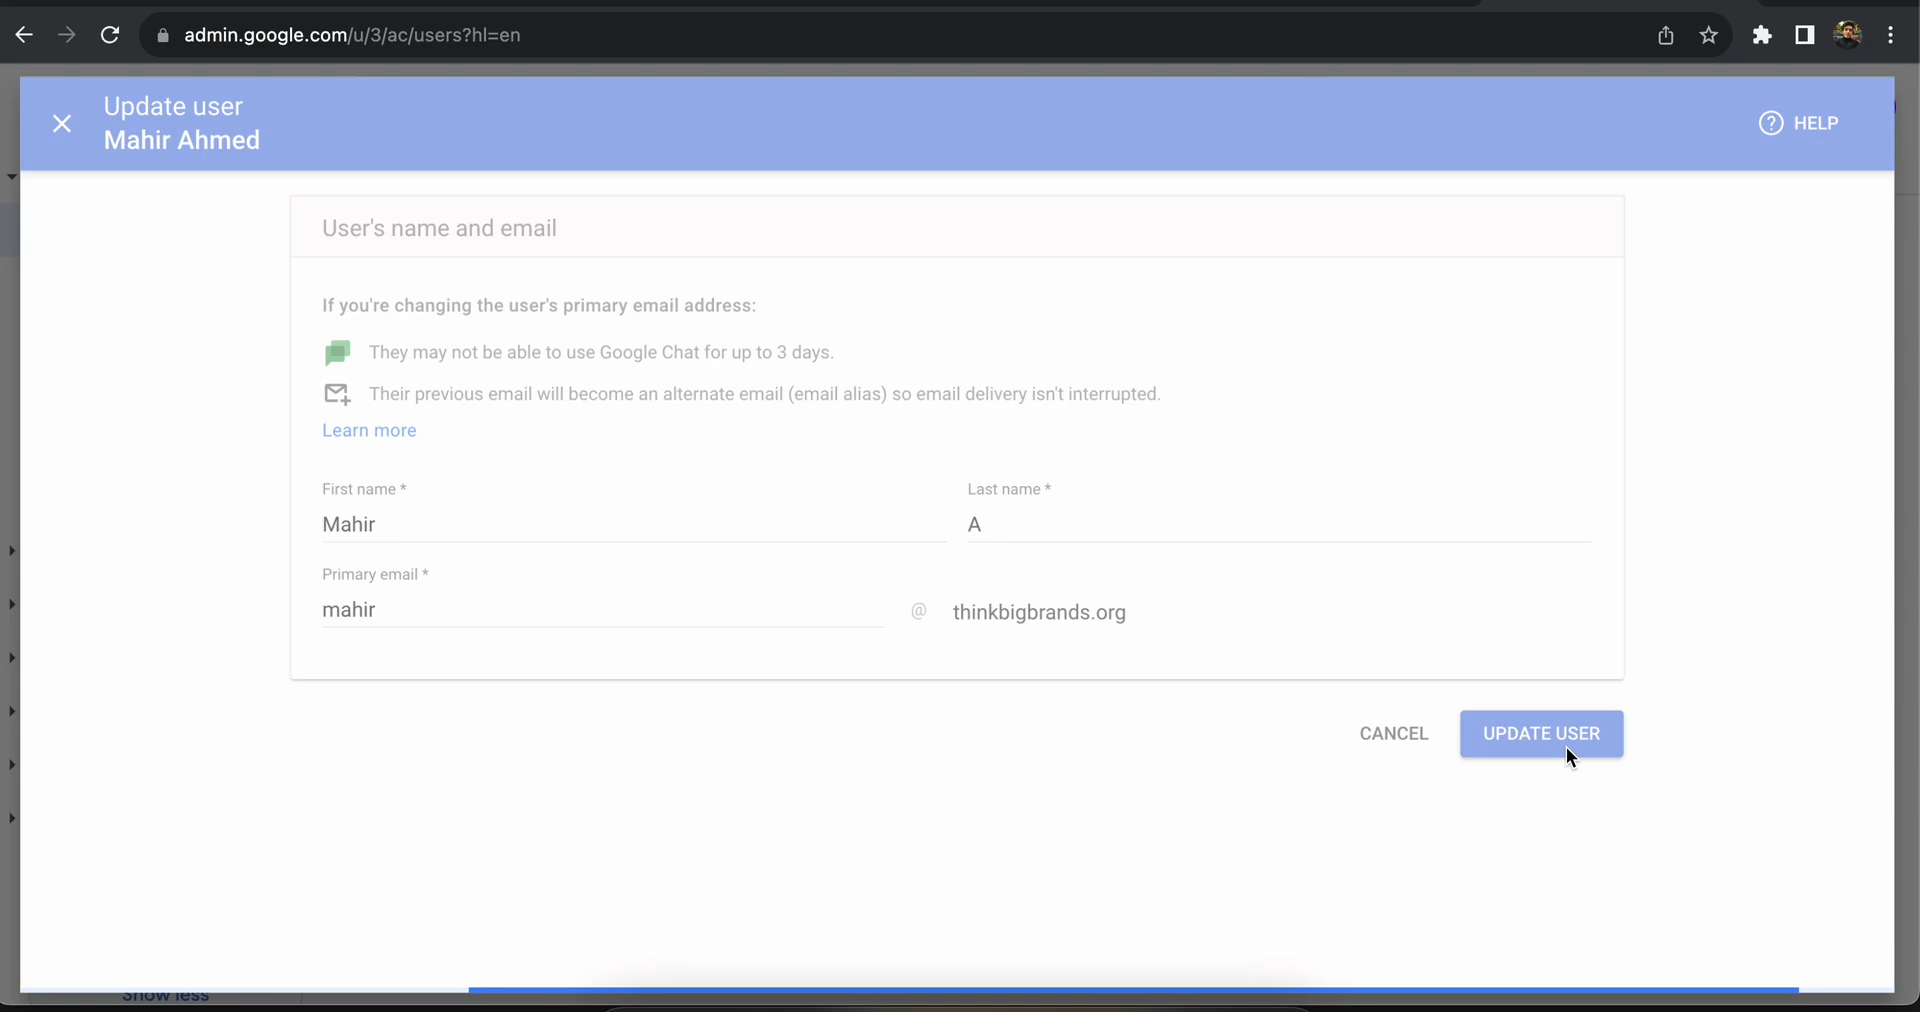 admin.google.com/u/3/ac/users?hl=en
Update user
Mahir Ahmed
HELP
User's name and email
If you're changing the user's primary email address:
They may not be able to use Google Chat for up to 3 days.
Their previous email will become an alternate email (email alias) so email delivery isn't interrupted.
Learn more
First name *
Last name *
Mahir
A
Primary email *
mahir
@
thinkbigbrands.org
CANCEL
UPDATE USER
Show less